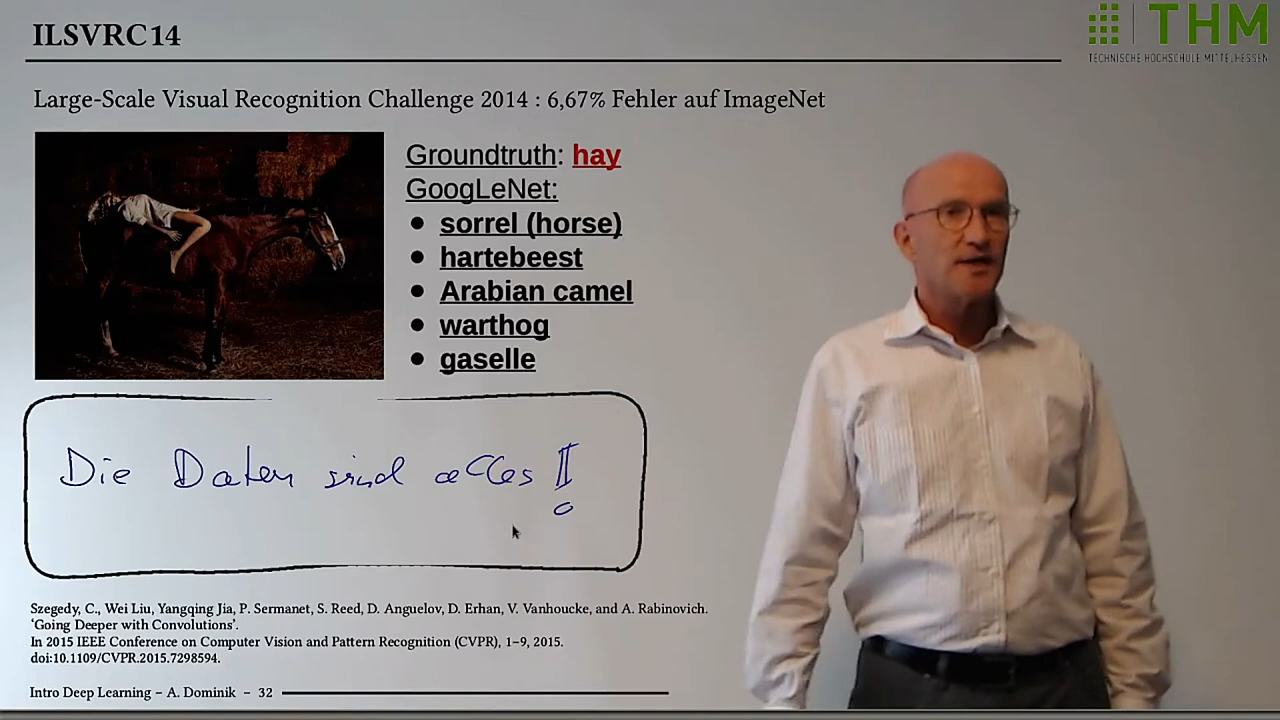 ILSVRC14
THM
TECHNISCHE HOCHSCHULE MITTELHESSEN
Large-Scale Visual Recognition Challenge 2014 : 6,67% Fehler auf ImageNet
Groundtruth: hay
GoogLeNet:
• sorrel (horse)
• hartebeest
• Arabian camel
• warthog
• gaselle
Die Daten sind alles!
Szegedy, C., Wei Liu, Yangqing Jia, P. Sermanet, S. Reed, D. Anguelov, D. Erhan, V. Vanhoucke, and A. Rabinovich.
‘Going Deeper with Convolutions’.
In 2015 IEEE Conference on Computer Vision and Pattern Recognition (CVPR), 1–9, 2015.
doi:10.1109/CVPR.2015.7298594.
Intro Deep Learning – A. Dominik – 32